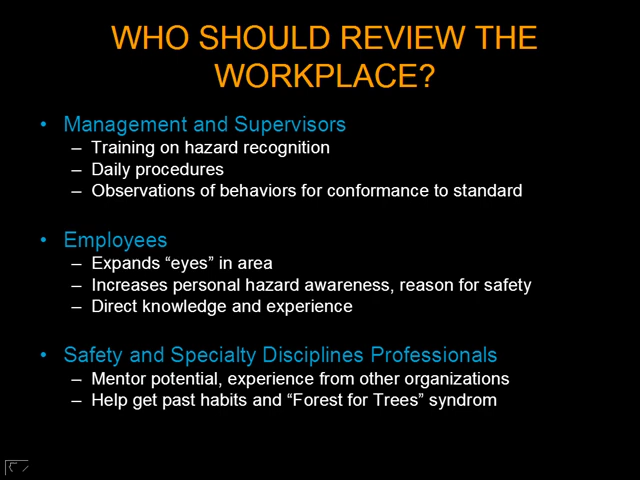 WHO SHOULD REVIEW THE
WORKPLACE?
• Management and Supervisors
– Training on hazard recognition
– Daily procedures
– Observations of behaviors for conformance to standard
• Employees
– Expands “eyes” in area
– Increases personal hazard awareness, reason for safety
– Direct knowledge and experience
• Safety and Specialty Disciplines Professionals
– Mentor potential, experience from other organizations
– Help get past habits and “Forest for Trees” syndrom